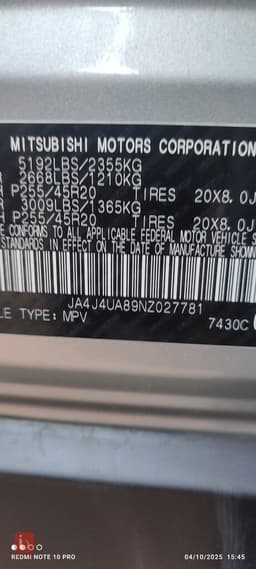 MITSUBISHI MOTORS CORPORATION
5192LBS/2355KG
2668LBS/1210KG
P255/45R20 TIRES 20X8.0J
3009LBS/1365KG
P255/45R20 TIRES 20X8.0J
CONFORMS TO ALL APPLICABLE FEDERAL MOTOR VEHICLE S
STANDARDS IN EFFECT ON THE DATE OF MANUFACTURE SHOWN
JA4J4UA89NZ027781
LE TYPE: MPV
7430C
REDMI NOTE 10 PRO
04/10/2025 15:45